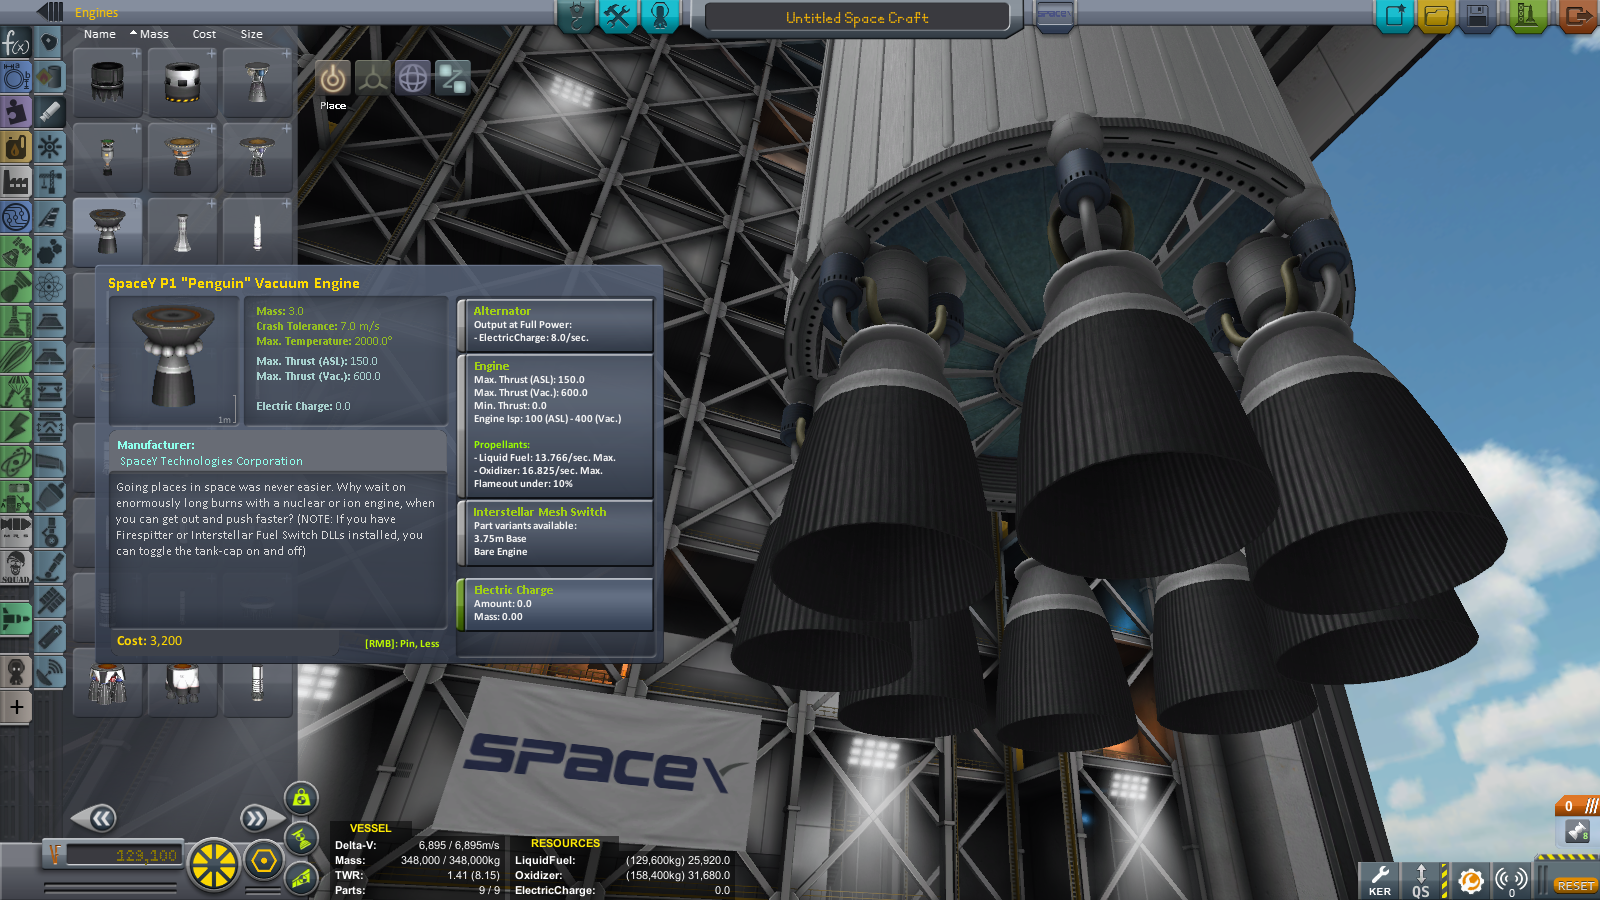 Engines
Untitled Space Craft
Name Mass Cost Size
Place
SpaceY P1 "Penguin" Vacuum Engine
Mass: 3.0
Crash Tolerance: 7.0 m/s
Max. Temperature: 2000.0°
Max. Thrust (ASL): 150.0
Max. Thrust (Vac.): 600.0
Electric Charge: 0.0
1m
Manufacturer:
SpaceY Technologies Corporation
Going places in space was never easier. Why wait on
enormously long burns with a nuclear or ion engine, when
you can get out and push faster? (NOTE: If you have
Firespitter or Interstellar Fuel Switch DLLs installed, you
can toggle the tank-cap on and off)
Cost: 3,200
[RMB]: Pin, Less
Alternator
Output at Full Power:
- ElectricCharge: 8.0/sec.
Engine
Max. Thrust (ASL): 150.0
Max. Thrust (Vac.): 600.0
Min. Thrust: 0.0
Engine Isp: 100 (ASL) - 400 (Vac.)
Propellants:
- Liquid Fuel: 13.766/sec. Max.
- Oxidizer: 16.825/sec. Max.
Flameout under: 10%
Interstellar Mesh Switch
Part variants available:
3.75m Base
Bare Engine
Electric Charge
Amount: 0.0
Mass: 0.00
f(x)
SQUAD
SPACEY
129,100
VESSEL
Delta-V: 6,895 / 6,895m/s
Mass: 348,000 / 348,000kg
TWR: 1.41 (8.15)
Parts: 9 / 9
RESOURCES
LiquidFuel: (129,600kg) 25,920.0
Oxidizer: (158,400kg) 31,680.0
ElectricCharge: 0.0
0
8
KER
QS
0
RESET